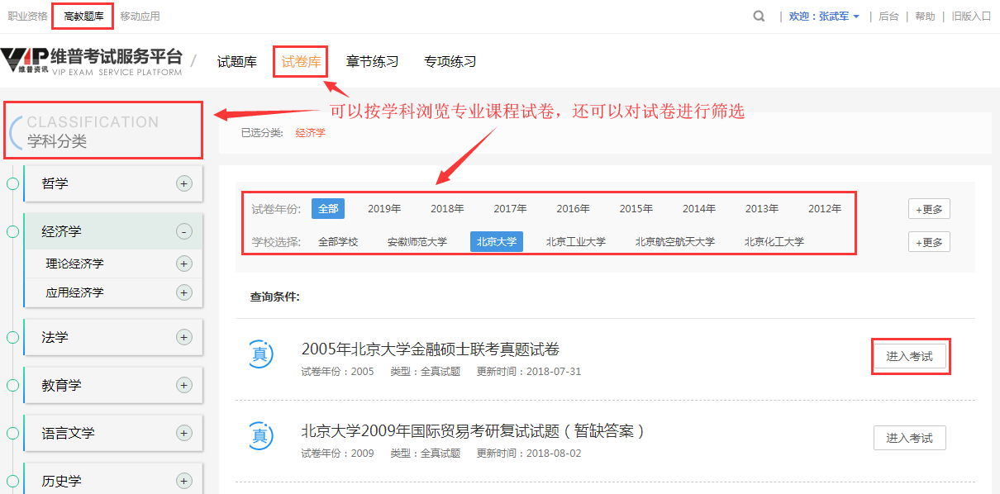 职业资格 高教题库 移动应用 | 欢迎：张武军 | 后台 | 帮助 | 旧版入口
VIP 维普资讯 维普考试服务平台 / 试题库 试卷库 章节练习 专项练习
VIP EXAM SERVICE PLATFORM
可以按学科浏览专业课程试卷，还可以对试卷进行筛选
CLASSIFICATION
学科分类
已选分类: 经济学
哲学 +
经济学 -
理论经济学 +
应用经济学 +
法学 +
教育学 +
语言文学 +
历史学 +
试卷年份: 全部 2019年 2018年 2017年 2016年 2015年 2014年 2013年 2012年 +更多
学校选择: 全部学校 安徽师范大学 北京大学 北京工业大学 北京航空航天大学 北京化工大学 +更多
查询条件:
真 2005年北京大学金融硕士联考真题试卷 进入考试
试卷年份：2005 类型：全真试题 更新时间：2018-07-31
真 北京大学2009年国际贸易考研复试试题（暂缺答案） 进入考试
试卷年份：2009 类型：全真试题 更新时间：2018-08-02